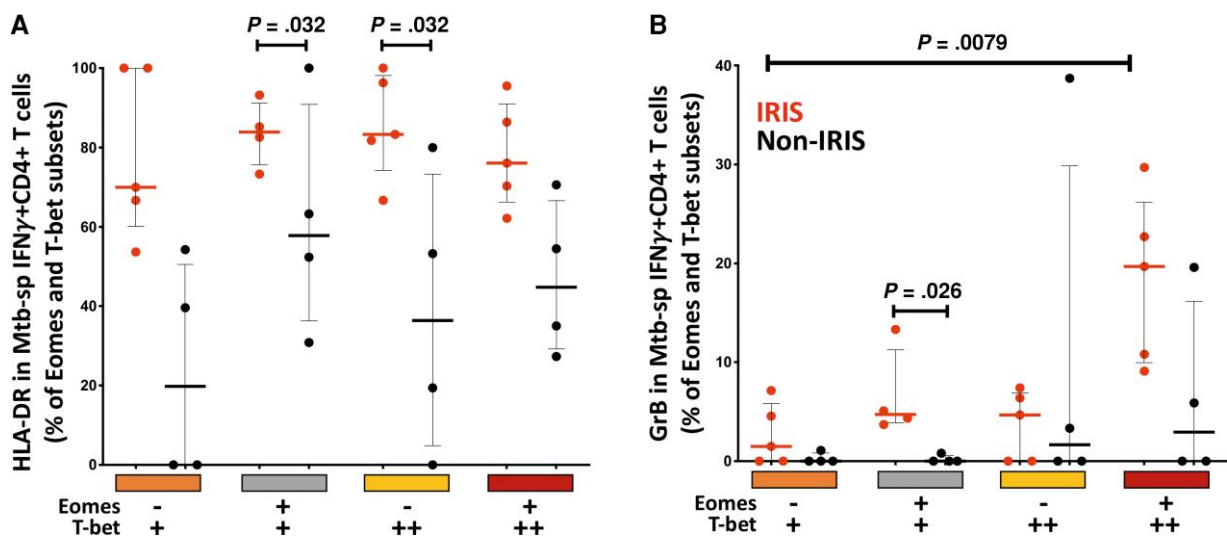 A
P = .032
P = .032
HLA-DR in Mtb-sp IFNγ+CD4+ T cells
(% of Eomes and T-bet subsets)
100
80
60
40
20
0
Eomes - + - +
T-bet + + ++ ++
B
P = .0079
IRIS
Non-IRIS
P = .026
GrB in Mtb-sp IFNγ+CD4+ T cells
(% of Eomes and T-bet subsets)
40
30
20
10
0
Eomes - + - +
T-bet + + ++ ++